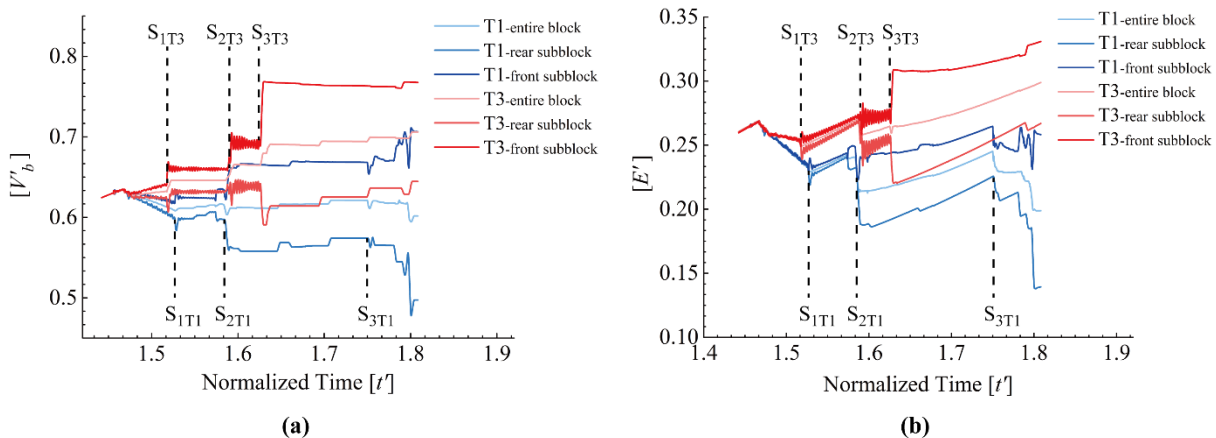 S1T3 S2T3 S3T3
T1-entire block
T1-rear subblock
T1-front subblock
T3-entire block
T3-rear subblock
T3-front subblock
0.8
0.7
0.6
0.5
[V'b]
S1T1 S2T1 S3T1
1.5 1.6 1.7 1.8 1.9
Normalized Time [t']
(a)
0.35
0.30
0.25
0.20
0.15
0.10
[E']
S1T3 S2T3 S3T3
T1-entire block
T1-rear subblock
T1-front subblock
T3-entire block
T3-rear subblock
T3-front subblock
S1T1 S2T1 S3T1
1.4 1.5 1.6 1.7 1.8 1.9
Normalized Time [t']
(b)